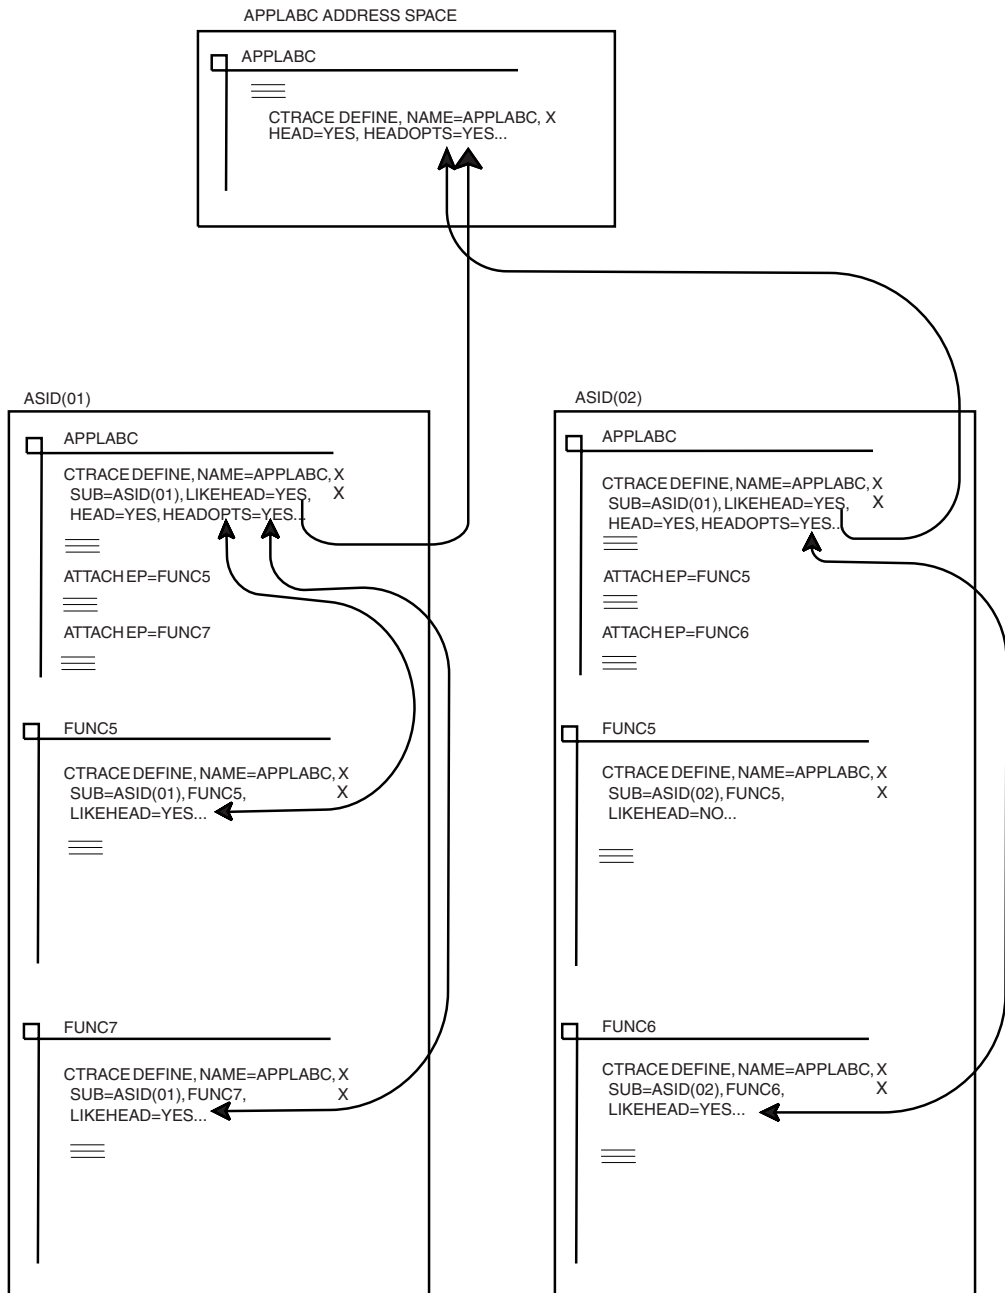 APPLABC ADDRESS SPACE
APPLABC
CTRACE DEFINE, NAME=APPLABC, X
HEAD=YES, HEADOPTS=YES...
ASID(01)
APPLABC
CTRACE DEFINE, NAME=APPLABC, X
SUB=ASID(01), LIKEHEAD=YES, X
HEAD=YES, HEADOPTS=YES...
ATTACH EP=FUNC5
ATTACH EP=FUNC7
FUNC5
CTRACE DEFINE, NAME=APPLABC, X
SUB=ASID(01), FUNC5, X
LIKEHEAD=YES...
FUNC7
CTRACE DEFINE, NAME=APPLABC, X
SUB=ASID(01), FUNC7, X
LIKEHEAD=YES...
ASID(02)
APPLABC
CTRACE DEFINE, NAME=APPLABC, X
SUB=ASID(01), LIKEHEAD=YES, X
HEAD=YES, HEADOPTS=YES...
ATTACH EP=FUNC5
ATTACH EP=FUNC6
FUNC5
CTRACE DEFINE, NAME=APPLABC, X
SUB=ASID(02), FUNC5, X
LIKEHEAD=NO...
FUNC6
CTRACE DEFINE, NAME=APPLABC, X
SUB=ASID(02), FUNC6, X
LIKEHEAD=YES...